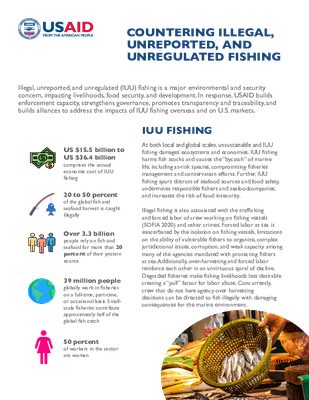 USAID
FROM THE AMERICAN PEOPLE
COUNTERING ILLEGAL,
UNREPORTED, AND
UNREGULATED FISHING
Illegal, unreported, and unregulated (IUU) fishing is a major environmental and security
concern, impacting livelihoods, food security, and development. In response, USAID builds
enforcement capacity, strengthens governance, promotes transparency and traceability, and
builds alliances to address the impacts of IUU fishing overseas and on U.S. markets.
US $15.5 billion to
US $36.4 billion
comprises the annual
economic cost of IUU
fishing
20 to 50 percent
of the global fish and
seafood harvest is caught
illegally
Over 3.3 billion
people rely on fish and
seafood for more than 20
percent of their protein
source
39 million people
globally work in fisheries
on a full-time, part-time,
or occasional basis. Small-
scale fisheries contribute
approximately half of the
global fish catch
50 percent
of workers in the sector
are women
IUU FISHING
At both local and global scales, unsustainable and IUU
fishing damages ecosystems and economies. IUU fishing
harms fish stocks and causes the "bycatch" of marine
life, including at-risk species, compromising fisheries
management and conservation efforts. Further, IUU
fishing spurs distrust of seafood sources and food safety,
undermines responsible fishers and seafood companies,
and increases the risk of food insecurity.
Illegal fishing is also associated with the trafficking
and forced labor of crew working on fishing vessels
(SOFIA 2020) and other crimes. Forced labor at sea is
exacerbated by the isolation on fishing vessels, limitations
on the ability of vulnerable fishers to organize, complex
jurisdictional issues, corruption, and weak capacity among
many of the agencies mandated with protecting fishers
at sea. Additionally, over-harvesting and forced labor
reinforce each other in an unvirtuous spiral of decline.
Degraded fisheries make fishing livelihoods less desirable
creating a "pull" factor for labor abuse. Concurrently,
crew that do not have agency over harvesting
decisions can be directed to fish illegally with damaging
consequences for the marine environment.